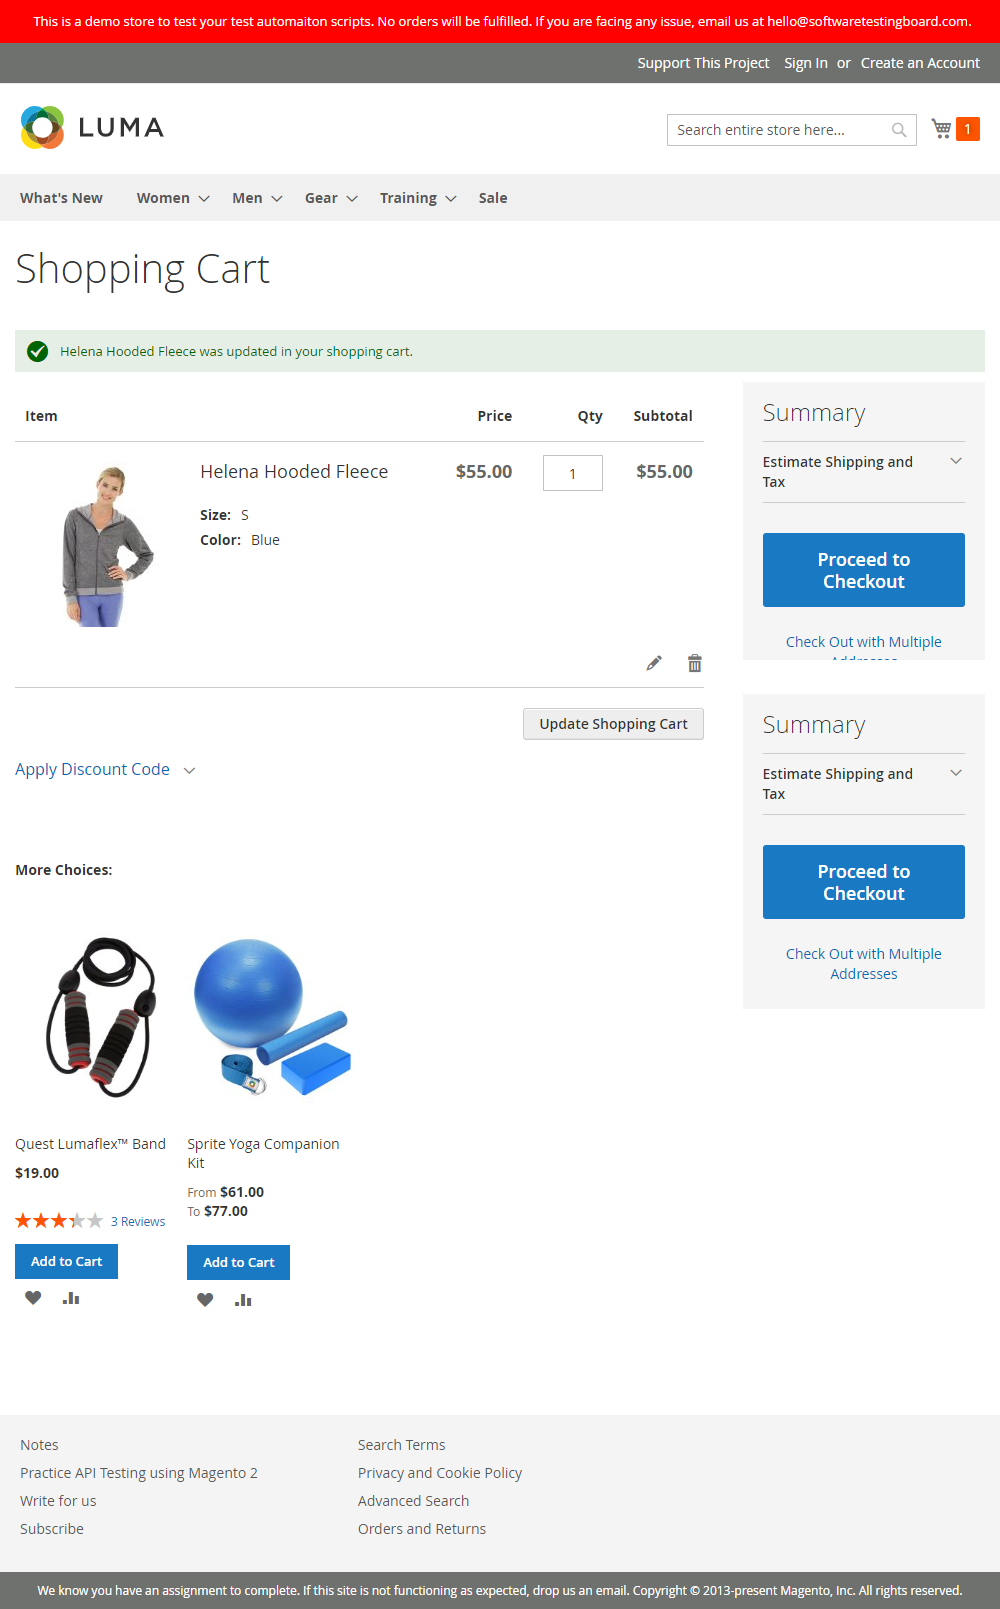 This is a demo store to test your test automaiton scripts. No orders will be fulfilled. If you are facing any issue, email us at hello@softwaretestingboard.com.
Support This Project Sign In or Create an Account
LUMA
Search entire store here...
1
What's New Women Men Gear Training Sale
Shopping Cart
Helena Hooded Fleece was updated in your shopping cart.
Item Price Qty Subtotal
Helena Hooded Fleece $55.00 1 $55.00
Size: S
Color: Blue
Update Shopping Cart
Apply Discount Code
Summary
Estimate Shipping and
Tax
Proceed to
Checkout
Check Out with Multiple
Addresses
Summary
Estimate Shipping and
Tax
Proceed to
Checkout
Check Out with Multiple
Addresses
More Choices:
Quest Lumaflex™ Band
$19.00
3 Reviews
Add to Cart
Sprite Yoga Companion
Kit
From $61.00
To $77.00
Add to Cart
Notes
Practice API Testing using Magento 2
Write for us
Subscribe
Search Terms
Privacy and Cookie Policy
Advanced Search
Orders and Returns
We know you have an assignment to complete. If this site is not functioning as expected, drop us an email. Copyright © 2013-present Magento, Inc. All rights reserved.